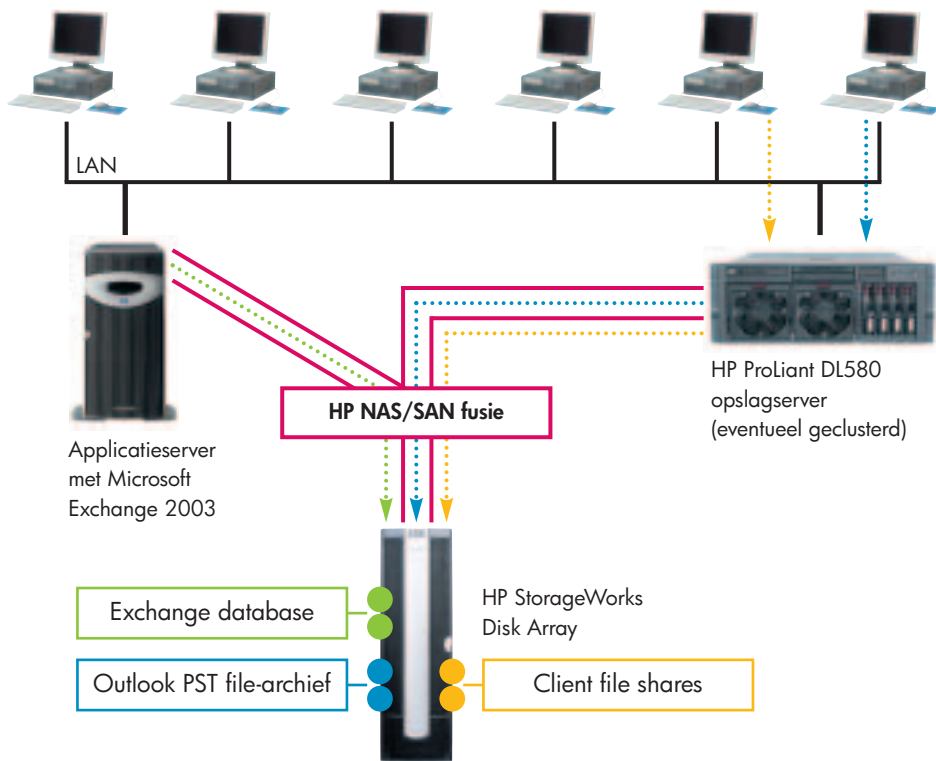 LAN
HP ProLiant DL580
opslagserver
(eventueel geclusterd)
HP NAS/SAN fusie
Applicatieserver
met Microsoft
Exchange 2003
Exchange database
HP StorageWorks
Disk Array
Outlook PST file-archief
Client file shares